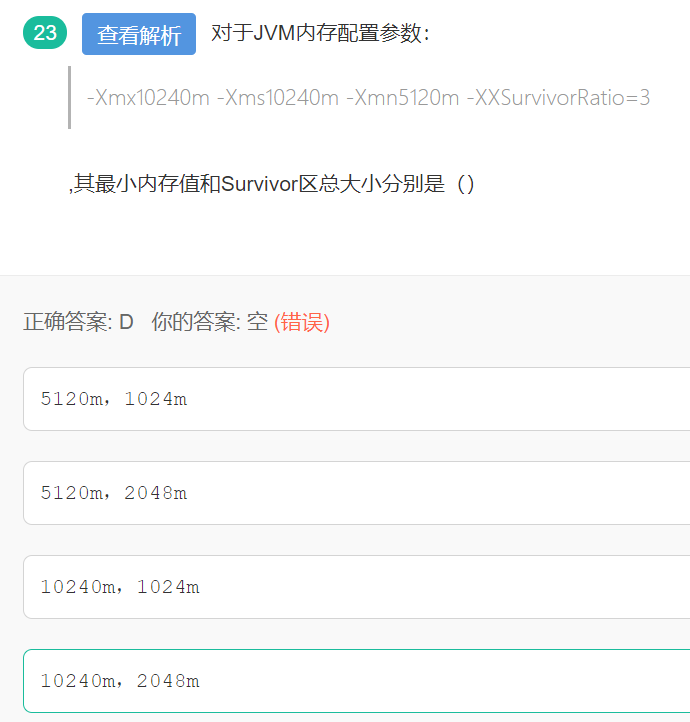 23 查看解析 对于JVM内存配置参数：
-Xmx10240m -Xms10240m -Xmn5120m -XXSurvivorRatio=3
,其最小内存值和Survivor区总大小分别是（）
正确答案: D 你的答案: 空 (错误)
5120m，1024m
5120m，2048m
10240m，1024m
10240m，2048m